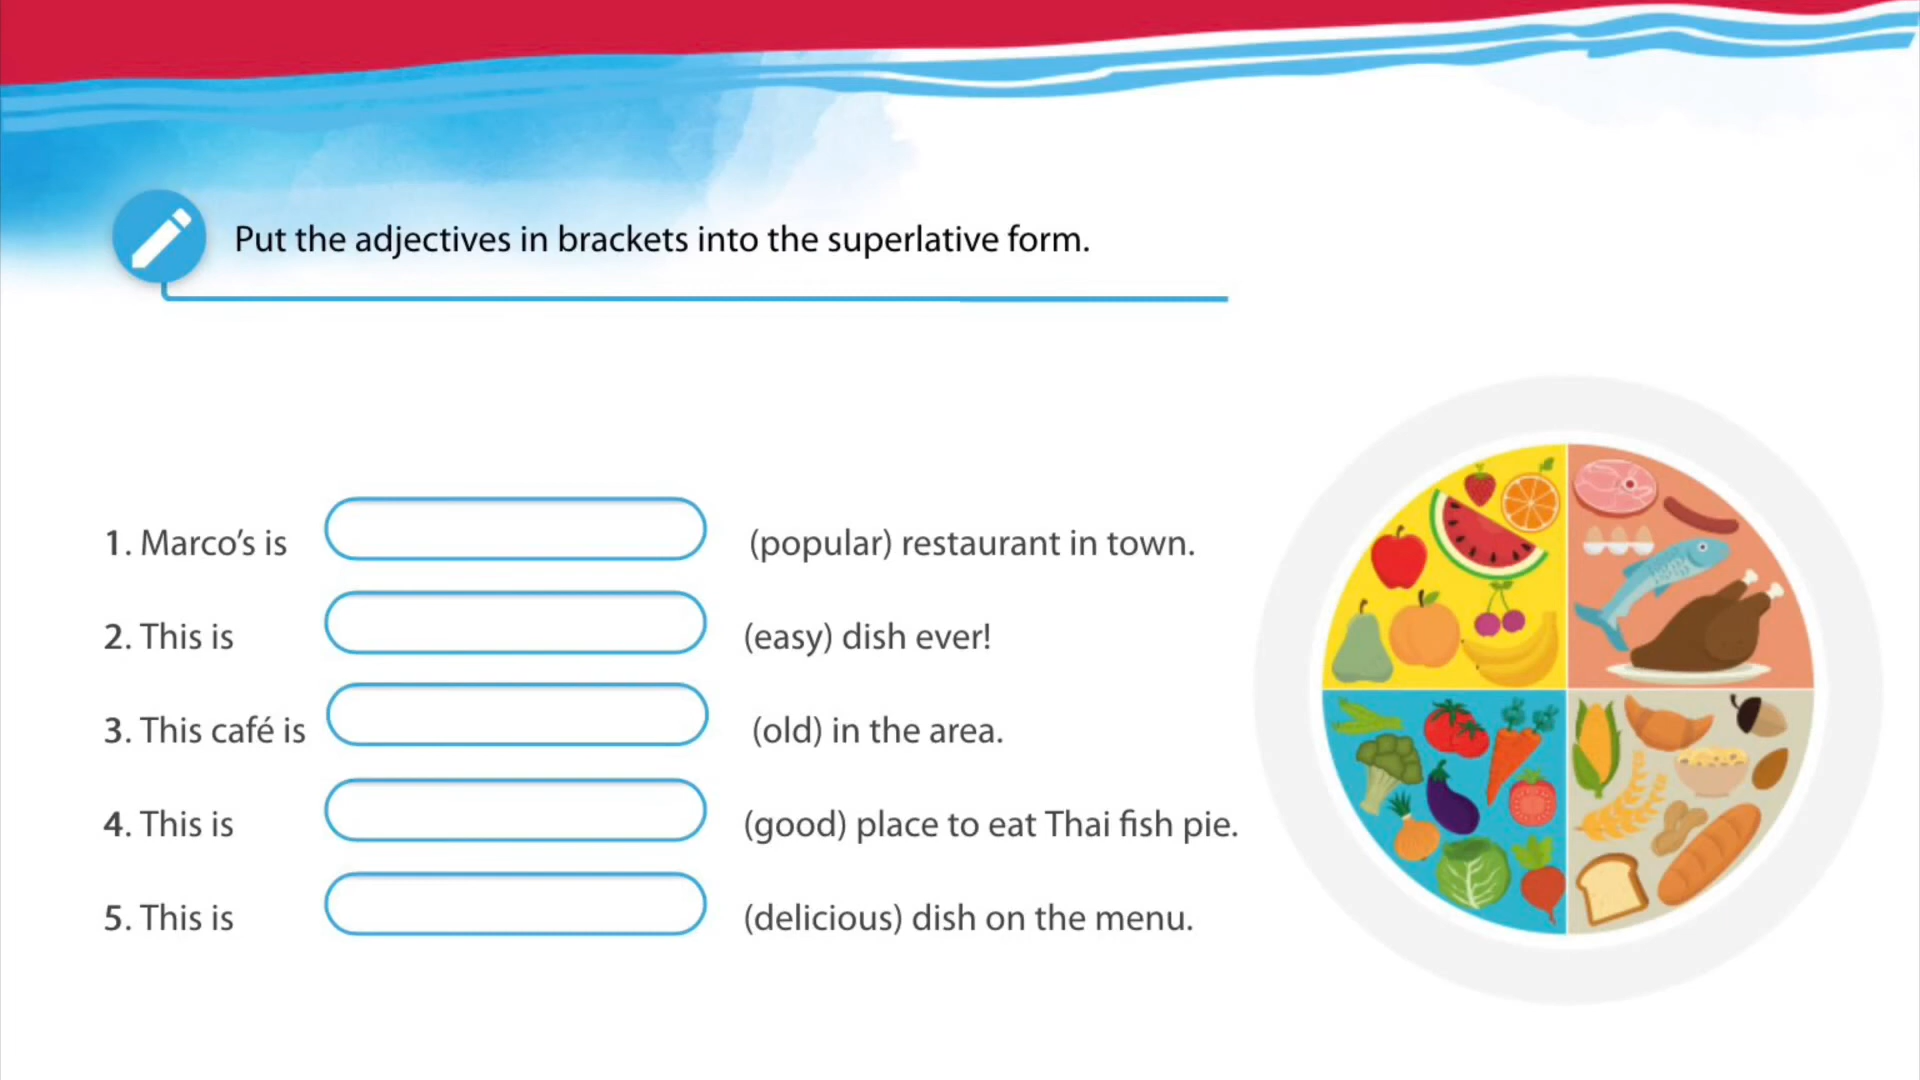 Put the adjectives in brackets into the superlative form.
1. Marco’s is (popular) restaurant in town.
2. This is (easy) dish ever!
3. This café is (old) in the area.
4. This is (good) place to eat Thai fish pie.
5. This is (delicious) dish on the menu.